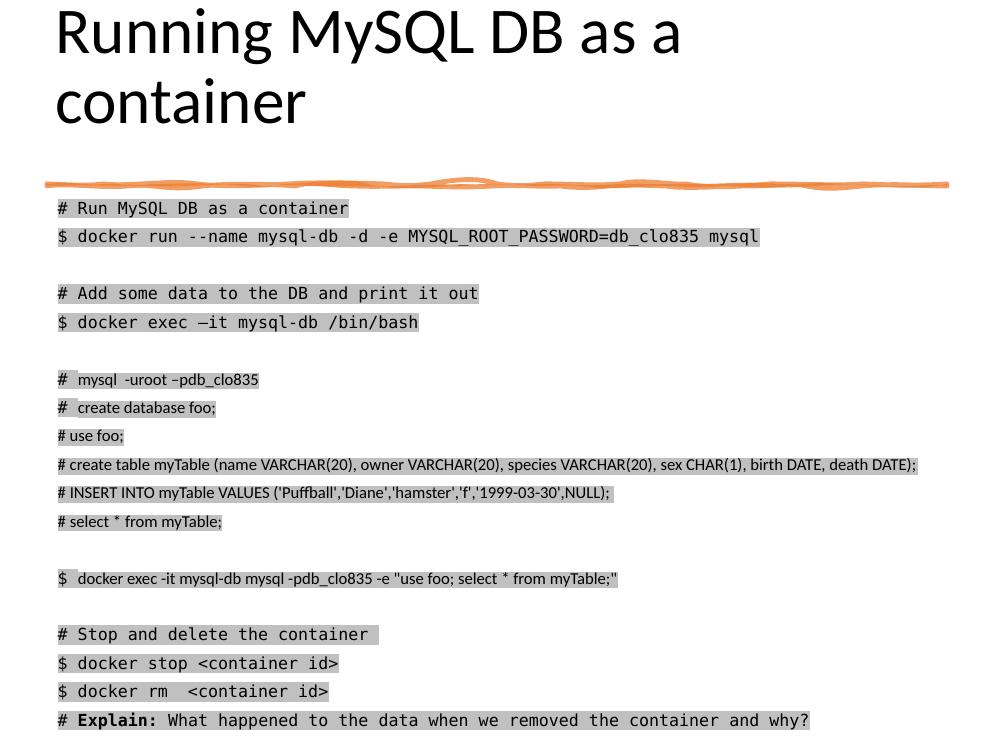 Running MySQL DB as a
container
# Run MySQL DB as a container
$ docker run --name mysql-db -d -e MYSQL_ROOT_PASSWORD=db_clo835 mysql
# Add some data to the DB and print it out
$ docker exec –it mysql-db /bin/bash
# mysql  -uroot –pdb_clo835
# create database foo;
# use foo;
# create table myTable (name VARCHAR(20), owner VARCHAR(20), species VARCHAR(20), sex CHAR(1), birth DATE, death DATE);
# INSERT INTO myTable VALUES ('Puffball','Diane','hamster','f','1999-03-30',NULL);
# select * from myTable;
$ docker exec -it mysql-db mysql -pdb_clo835 -e "use foo; select * from myTable;"
# Stop and delete the container
$ docker stop <container id>
$ docker rm  <container id>
# Explain: What happened to the data when we removed the container and why?